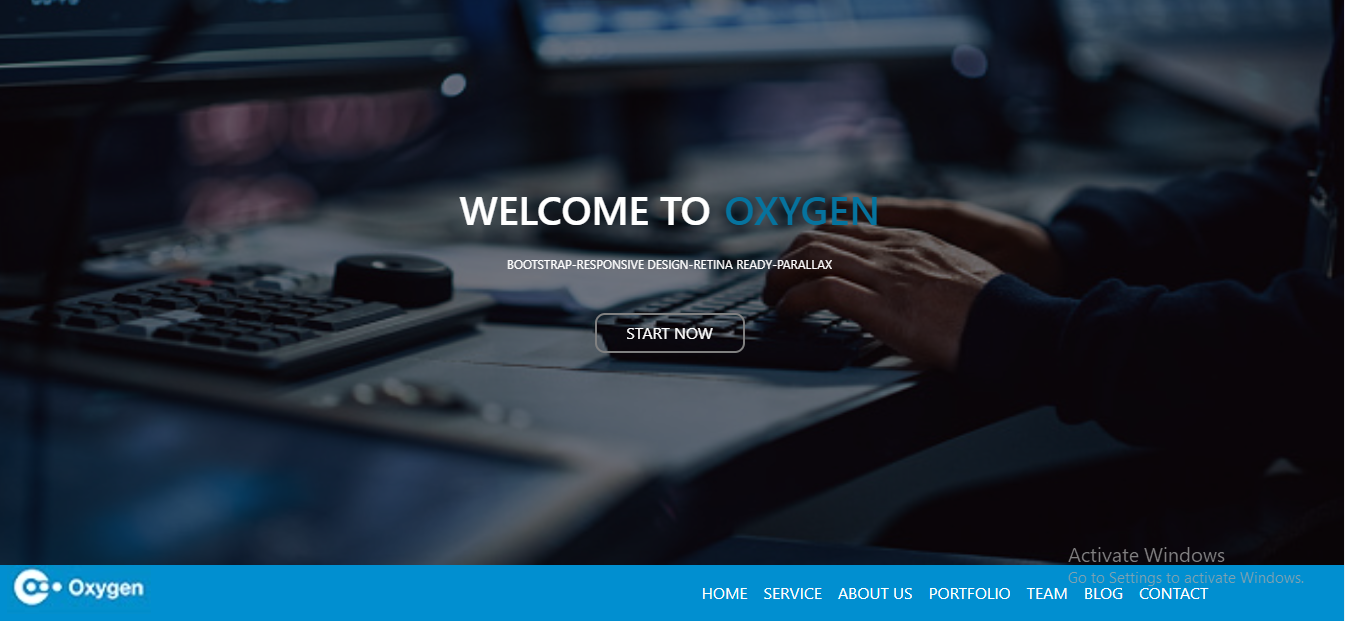 WELCOME TO OXYGEN
BOOTSTRAP-RESPONSIVE DESIGN-RETINA READY-PARALLAX
START NOW
Activate Windows
Go to Settings to activate Windows.
Oxygen
HOME SERVICE ABOUT US PORTFOLIO TEAM BLOG CONTACT